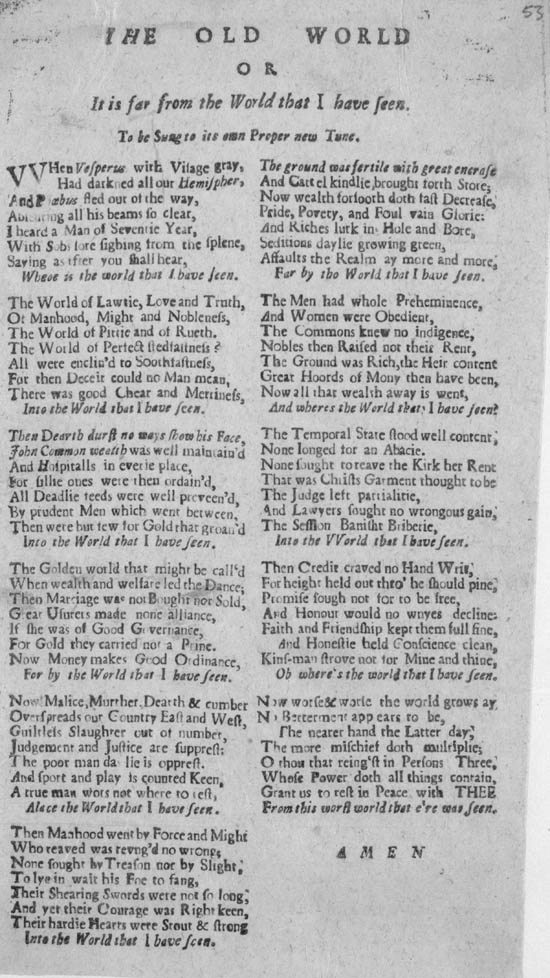 53
THE OLD WORLD
OR
It is far from the World that I have ſeen.
To be Sung to its own Proper new Tune.
VVHen Veſperus with Viſage gray,
Had darkned all our Hemiſpher,
And Phœbus fled out of the way,
all his beams ſo clear,
I heard a Man of Seventie Year,
With Sobs ſore ſighing from the ſplene,
Saying as after you ſhall hear,
Where is the world that I have ſeen.
The World of Lawtie, Love and Truth,
Of Manhood, Might and Nobleneſs,
The World of Pittie and of Rueth.
The World of Perfect ſtedfaſtneſs?
All were enclin'd to Soothfaſtneſs,
For then Deceit could no Man mean,
There was good Chear and Merrineſs,
Into the World that I have ſeen.
Then Dearth durſt no ways ſhow his Face,
John Common wealth was well maintain'd
And Hoſpitalls in everie place,
For ſillie ones were then ordain'd,
All Deadlie feeds were well preveen'd,
By prudent Men which went between,
Then were but few for Gold that groan'd
Into the World that I have ſeen.
The Golden world that might be call'd
When wealth and welfare led the Dance,
Then Marriage was not Bought nor Sold,
Great Uſurers made none alliance,
If ſhe was of Good Governance,
For Gold they carried not a Prine.
Now Money makes Good Ordinance,
Far by the World that I have ſeen.
Now Malice, Murther, Dearth & cumber
Overſpreads our Country Eaſt and Weſt,
Guiltleſs Slaughter out of number,
Judgement and Juſtice are ſuppreſt:
The poor man da lie is oppreſt.
And ſport and play is counted Keen,
A true man wots not where to reſt,
Alace the World that I have ſeen.
Then Manhood went by Force and Might
Who reaved was revng'd no wrong,
None ſought by Treaſon nor by Slight,
To lye in wait his Foe to fang,
Their Shearing Swords were not ſo long,
And yet their Courage was Right keen,
Their hardie Hearts were Stout & ſtrong
Into the World that I have ſeen.
The ground was fertile with great encraſe
And Cattel kindlie, brought forth Store,
Now wealth forſooth doth faſt Decreaſe,
Pride, Povety, and Foul vain Glorie:
And Riches lurk in Hole and Bore,
Seditions daylie growing green,
Aſſaults the Realm ay more and more,
Far by tho World that I have ſeen.
The Men had whole Preheminence,
And Women were Obedient,
The Commons knew no indigence,
Nobles then Raiſed not their Rent,
The Ground was Rich, the Heir content
Great Hoords of Mony then have been,
Now all that wealth away is went,
And wheres the World that I have ſeen?
The Temporal State ſtood well content,
None longed for an Abacie.
None ſought to reave the Kirk her Rent
That was Chriſts Garment thought to be
The Judge left partialitie,
And Lawyers ſought no wrongous gain,
The Seſſion Baniſht Briberie,
Into the VVorld that I have ſeen.
Then Credit craved no Hand Writ,
For height held out tho' he ſhould pine,
Promiſe ſough not for to be free,
And Honour would no wayes decline:
Faith and Friendſhip kept them full fine,
And Honeſtie held Conſcience clean,
Kinſ-man ſtrove not for Mine and thine,
Oh where's the world that I have ſeen.
Now worſe & worſe the world grows ay
No Betterment appears to be,
The nearer hand the Latter day,
The more miſchief doth multiplie;
O thou that reing'ſt in Perſons Three,
Whoſe Power doth all things contain,
Grant us to reſt in Peace with THEE
From this worſt world that e're was ſeen.
AMEN